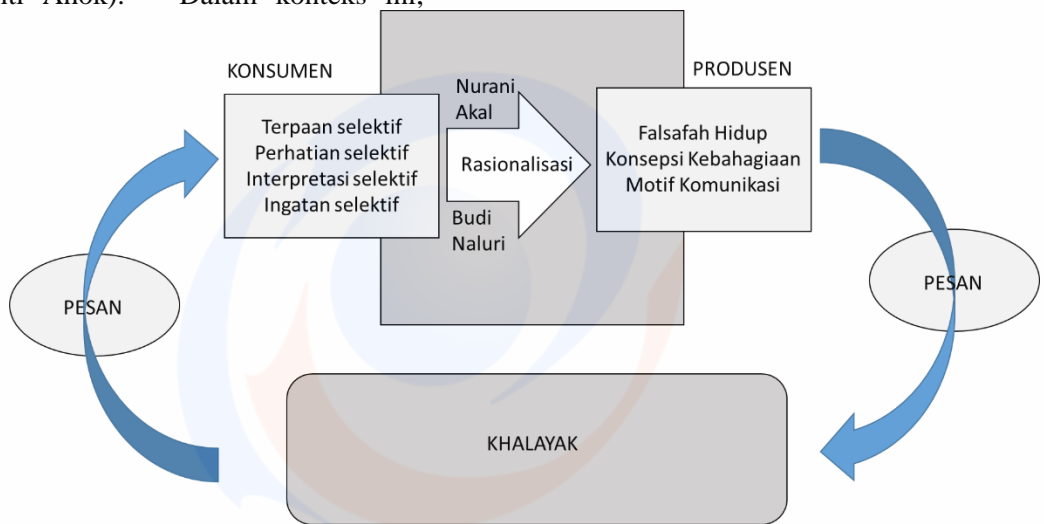 Ahok). Dalam konteks ini,
KONSUMEN
PRODUSEN
Nurani
Akal
Terpaan selektif
Perhatian selektif
Interpretasi selektif
Ingatan selektif
Rasionalisasi
Falsafah Hidup
Konsepsi Kebahagiaan
Motif Komunikasi
Budi
Naluri
PESAN
PESAN
KHALAYAK